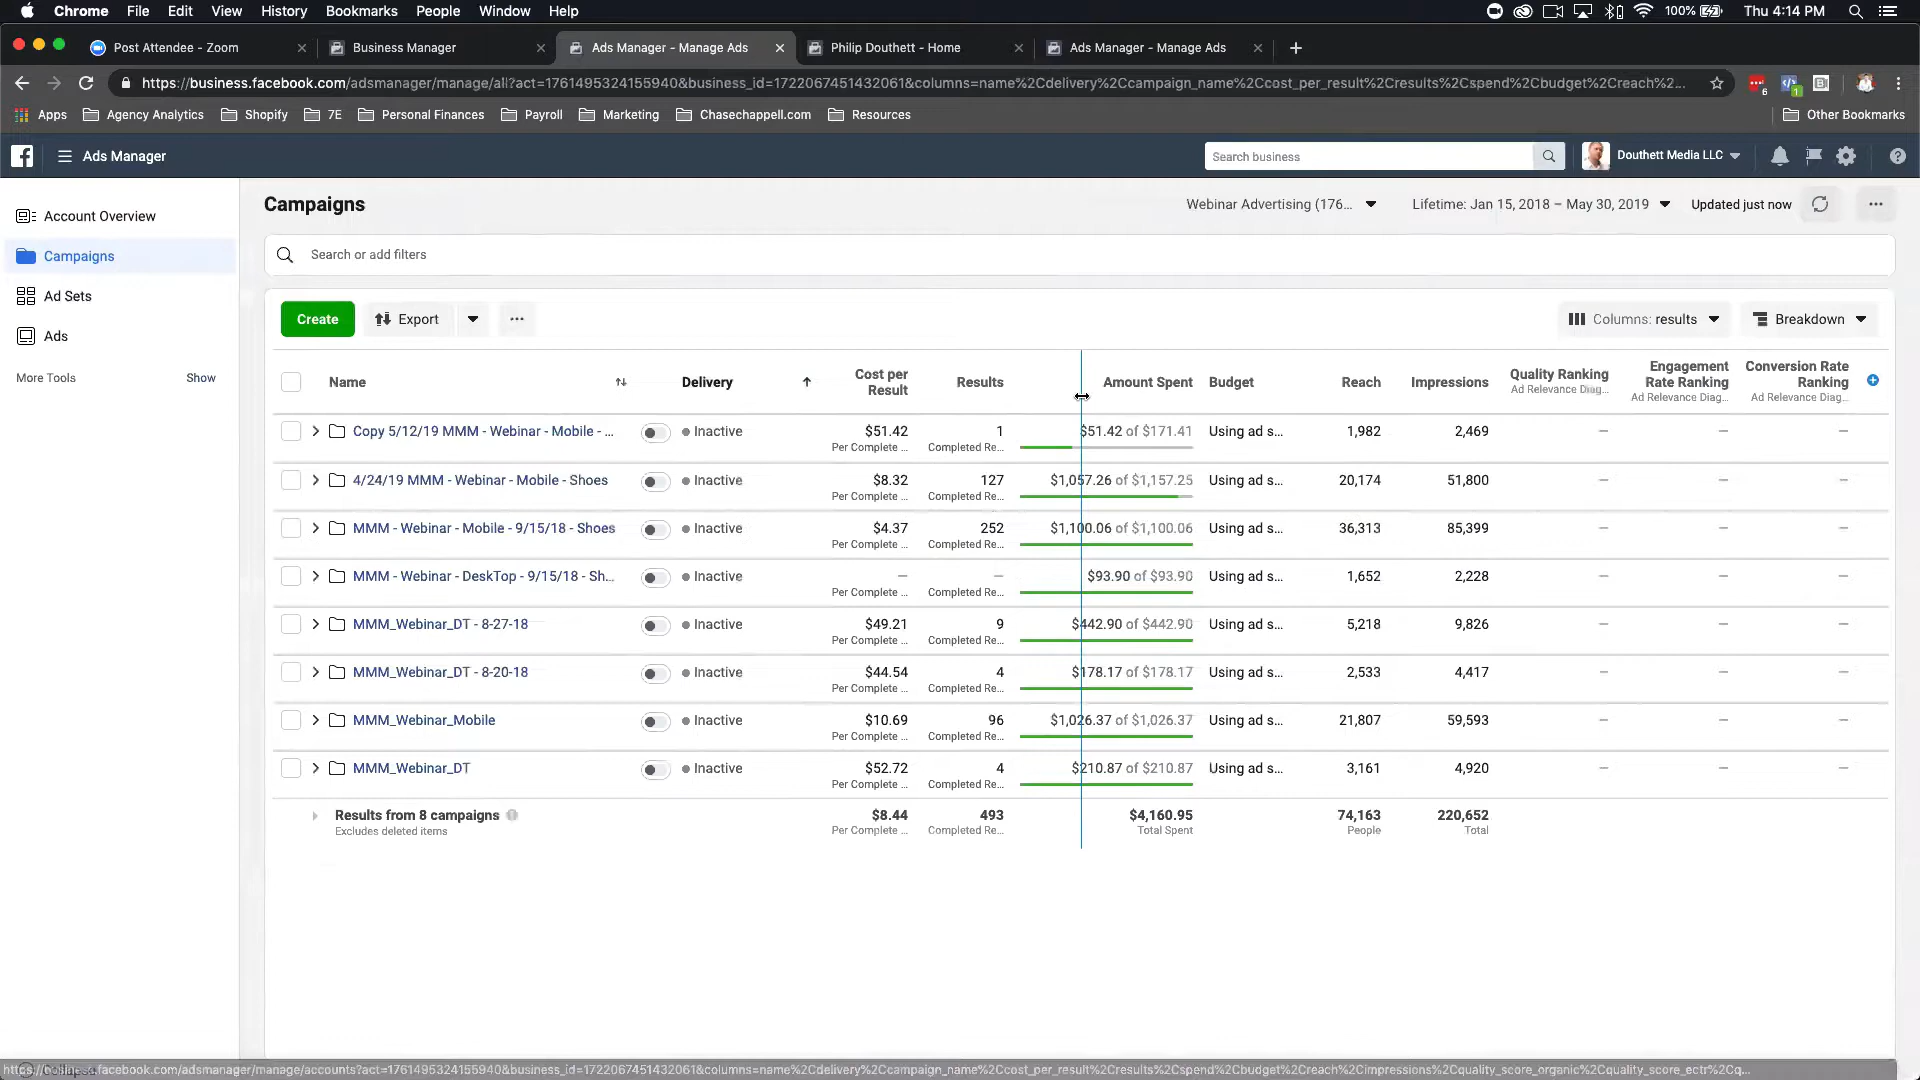 Chrome File Edit View History Bookmarks People Window Help 100% Thu 4:14 PM
Post Attendee - Zoom Business Manager Ads Manager - Manage Ads Philip Douthett - Home Ads Manager - Manage Ads
https://business.facebook.com/adsmanager/manage/all?act=1761495324155940&business_id=1722067451432061&columns=name%2Cdelivery%2Ccampaign_name%2Ccost_per_result%2Cresults%2Cspend%2Cbudget%2Creach%2...
6 1
Apps Agency Analytics Shopify 7E Personal Finances Payroll Marketing Chasechappell.com Resources Other Bookmarks
Ads Manager Search business Douthett Media LLC
Account Overview
Campaigns
Ad Sets
Ads
More Tools Show
Campaigns Webinar Advertising (176... Lifetime: Jan 15, 2018 – May 30, 2019 Updated just now
Search or add filters
Create Export Columns: results Breakdown
Name Delivery Cost per Result Results Amount Spent Budget Reach Impressions Quality Ranking Ad Relevance Diag... Engagement Rate Ranking Ad Relevance Diag... Conversion Rate Ranking Ad Relevance Diag...
Copy 5/12/19 MMM - Webinar - Mobile - ... Inactive $51.42 1 $51.42 of $171.41 Using ad s... 1,982 2,469 — — —
Per Complete ... Completed Re...
4/24/19 MMM - Webinar - Mobile - Shoes Inactive $8.32 127 $1,057.26 of $1,157.25 Using ad s... 20,174 51,800 — — —
Per Complete ... Completed Re...
MMM - Webinar - Mobile - 9/15/18 - Shoes Inactive $4.37 252 $1,100.06 of $1,100.06 Using ad s... 36,313 85,399 — — —
Per Complete ... Completed Re...
MMM - Webinar - DeskTop - 9/15/18 - Sh... Inactive — — $93.90 of $93.90 Using ad s... 1,652 2,228 — — —
Per Complete ... Completed Re...
MMM_Webinar_DT - 8-27-18 Inactive $49.21 9 $442.90 of $442.90 Using ad s... 5,218 9,826 — — —
Per Complete ... Completed Re...
MMM_Webinar_DT - 8-20-18 Inactive $44.54 4 $178.17 of $178.17 Using ad s... 2,533 4,417 — — —
Per Complete ... Completed Re...
MMM_Webinar_Mobile Inactive $10.69 96 $1,026.37 of $1,026.37 Using ad s... 21,807 59,593 — — —
Per Complete ... Completed Re...
MMM_Webinar_DT Inactive $52.72 4 $210.87 of $210.87 Using ad s... 3,161 4,920 — — —
Per Complete ... Completed Re...
Results from 8 campaigns $8.44 493 $4,160.95 74,163 220,652
Excludes deleted items Per Complete ... Completed Re... Total Spent People Total
facebook.com/adsmanager/manage/accounts?act=1761495324155940&business_id=1722067451432061&columns=name%2Cdelivery%2Ccampaign_name%2Ccost_per_result%2Cresults%2Cspend%2Cbudget%2Creach%2Cimpressions%2Cquality_score_organic%2Cquality_score_ectr%2Cq...